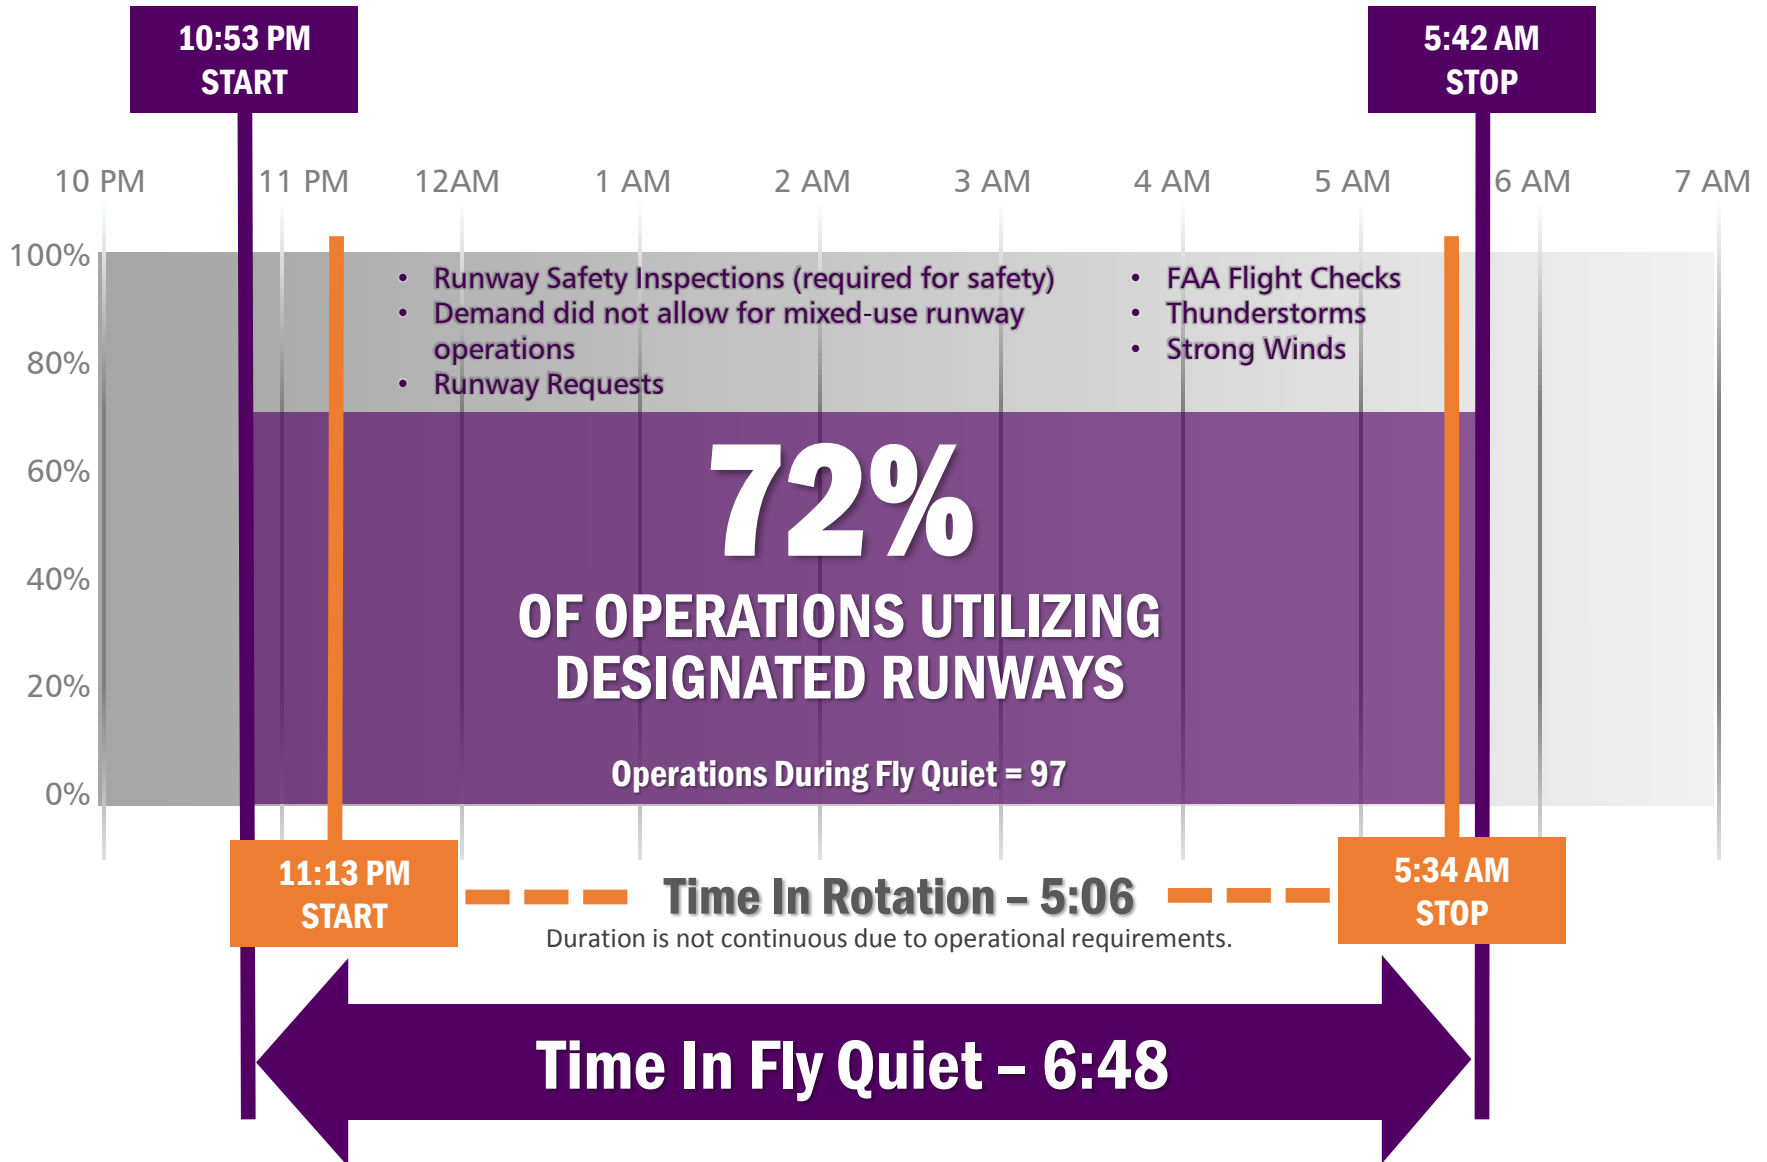 10:53 PM
START
5:42 AM
STOP
10 PM 11 PM 12AM 1 AM 2 AM 3 AM 4 AM 5 AM 6 AM 7 AM
100%
80%
60%
40%
20%
0%
• Runway Safety Inspections (required for safety)
• Demand did not allow for mixed-use runway
operations
• Runway Requests
• FAA Flight Checks
• Thunderstorms
• Strong Winds
72%
OF OPERATIONS UTILIZING
DESIGNATED RUNWAYS
Operations During Fly Quiet = 97
11:13 PM
START
Time In Rotation – 5:06
Duration is not continuous due to operational requirements.
5:34 AM
STOP
Time In Fly Quiet – 6:48